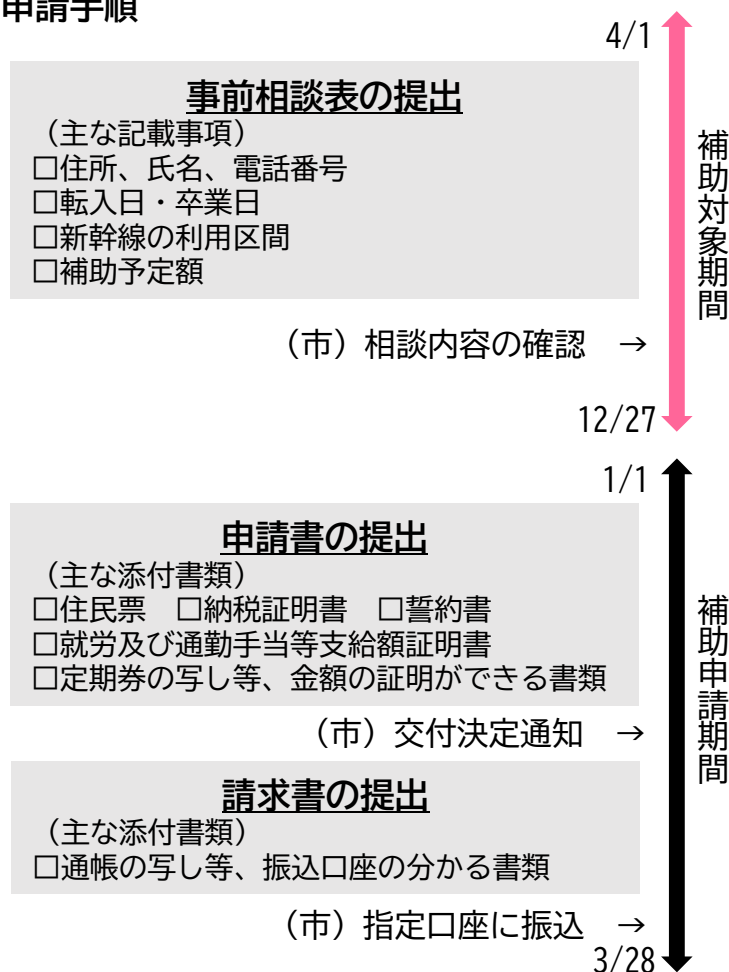 申請手順
4/1
事前相談表の提出
（主な記載事項）
□住所、氏名、電話番号
□転入日・卒業日
□新幹線の利用区間
□補助予定額
（市）相談内容の確認　→
補助対象期間
12/27
1/1
申請書の提出
（主な添付書類）
□住民票　□納税証明書　□誓約書
□就労及び通勤手当等支給額証明書
□定期券の写し等、金額の証明ができる書類
（市）交付決定通知　→
補助申請期間
請求書の提出
（主な添付書類）
□通帳の写し等、振込口座の分かる書類
（市）指定口座に振込　→
3/28